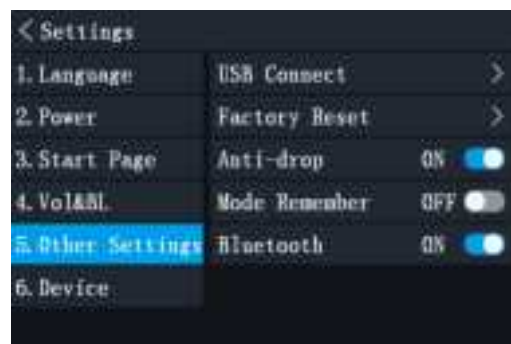 < Settings
1. Language
2. Power
3. Start Page
4. Vol&BL
5. Other Settings
6. Device
USB Connect >
Factory Reset >
Anti-drop ON
Mode Remember OFF
Bluetooth ON